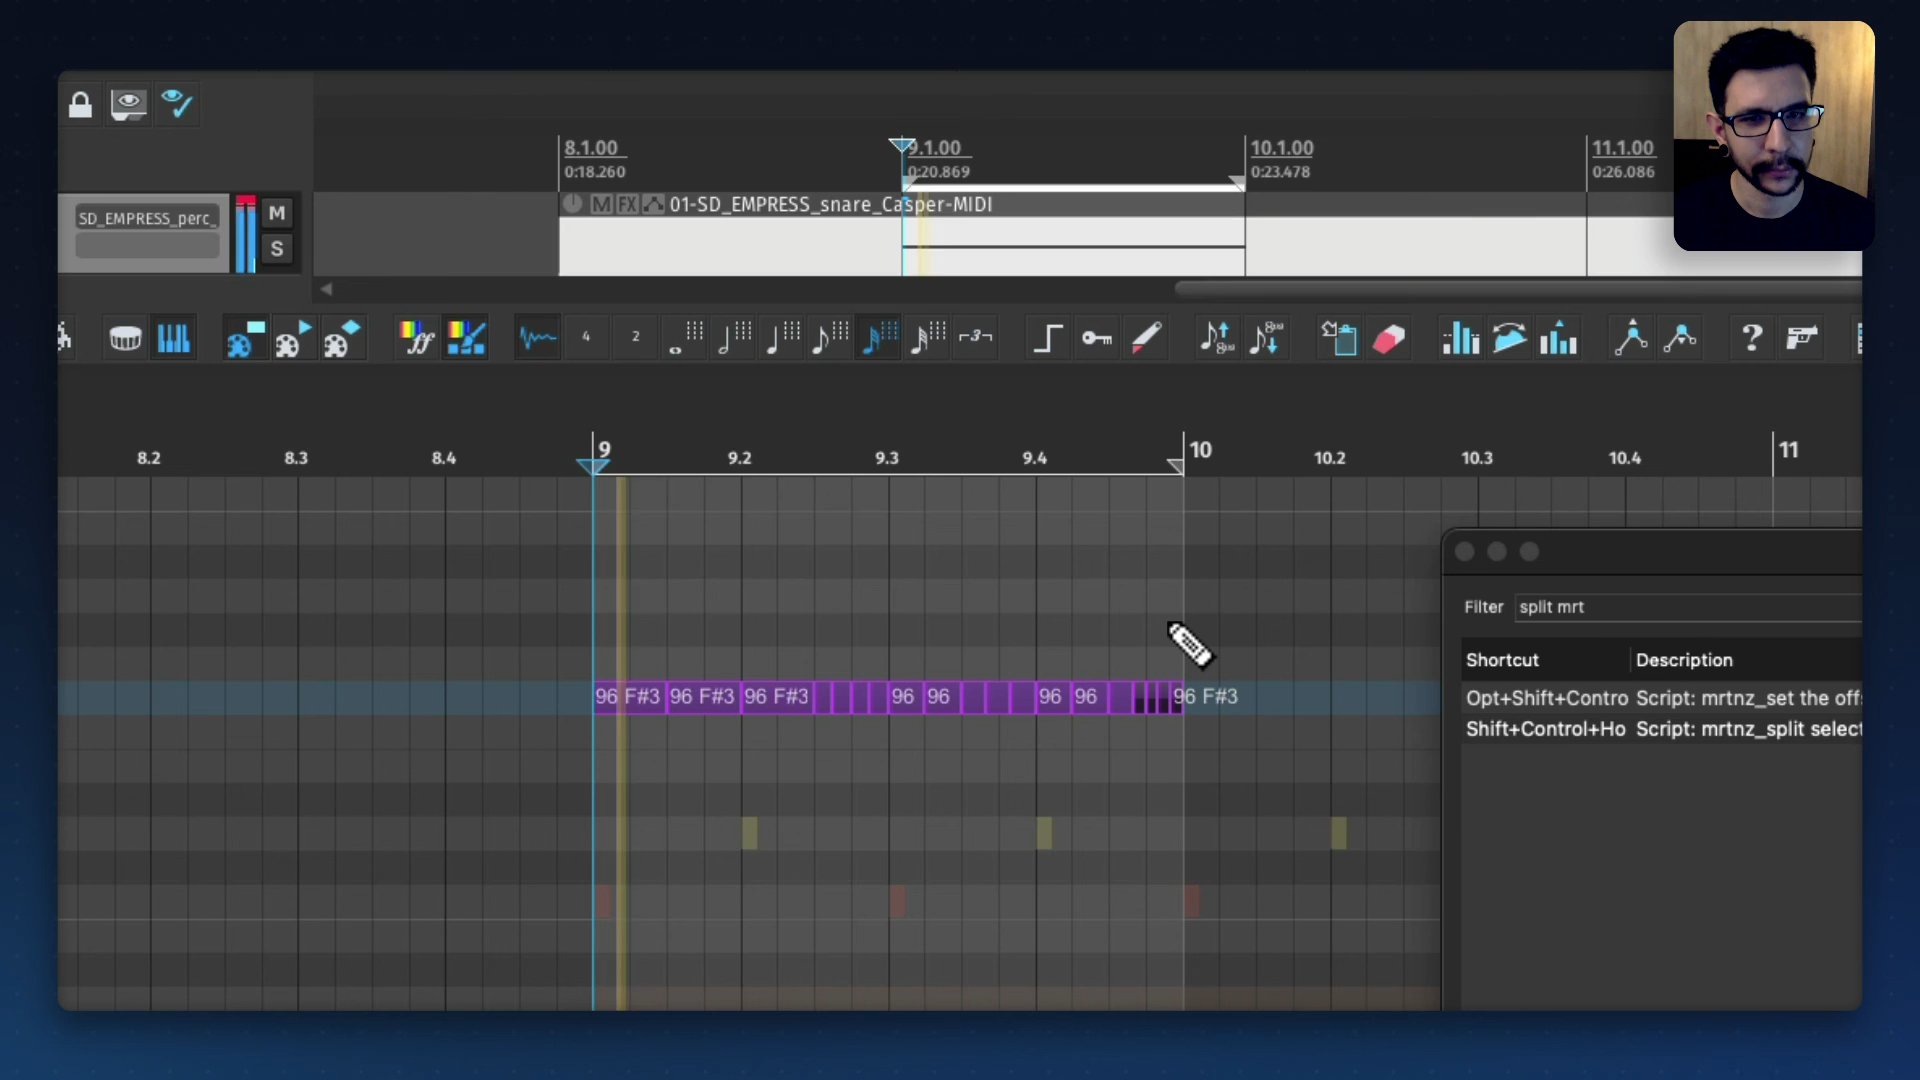 8.1.00
0:18.260
9.1.00
0:20.869
10.1.00
0:23.478
11.1.00
0:26.086
SD_EMPRESS_perc_
M
S
M FX 01-SD_EMPRESS_snare_Casper-MIDI
ff
4
2
-3-
8va
8va
?
8.2
8.3
8.4
9
9.2
9.3
9.4
10
10.2
10.3
10.4
11
96 F#3
96 F#3
96 F#3
96
96
96
96
96 F#3
Filter split mrt
Shortcut Description
Opt+Shift+Contro Script: mrtnz_set the off
Shift+Control+Ho Script: mrtnz_split select